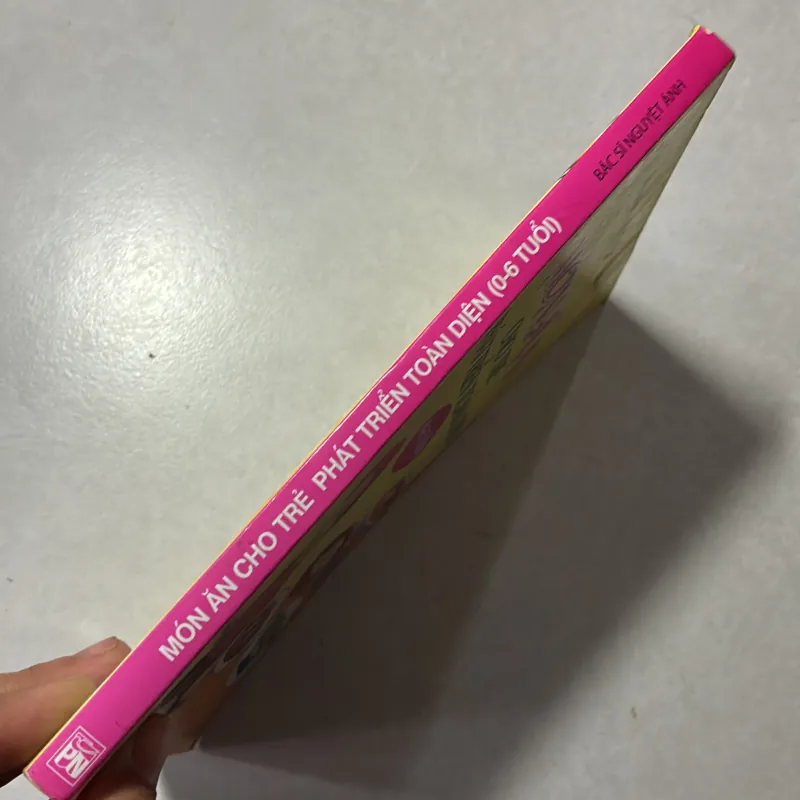 MÓN ĂN CHO TRẺ PHÁT TRIỂN TOÀN DIỆN (0-6 TUỔI)
BÁC SĨ NGUYỆT ÁNH